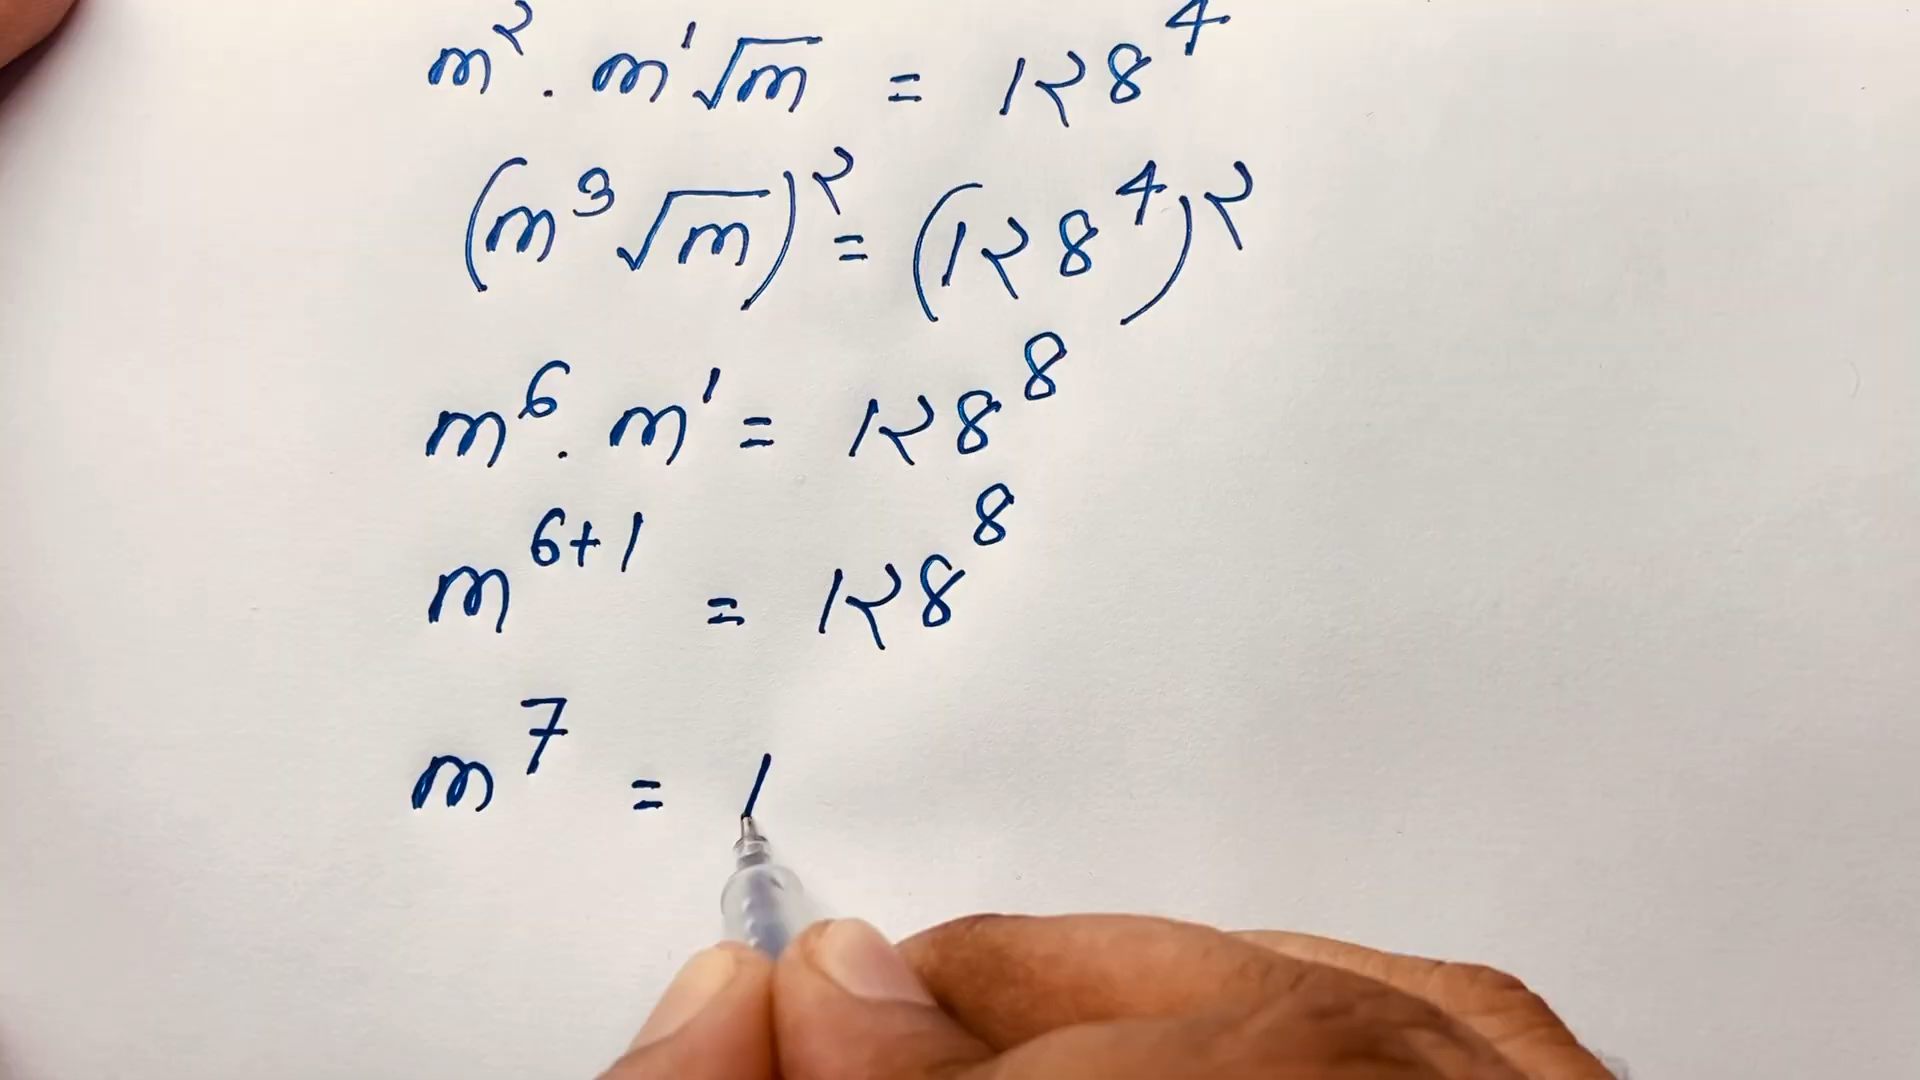 m² . m¹√m = 128⁴
(m³√m)² = (128⁴)²
m⁶ . m¹ = 128⁸
m⁶⁺¹ = 128⁸
m⁷ = 1